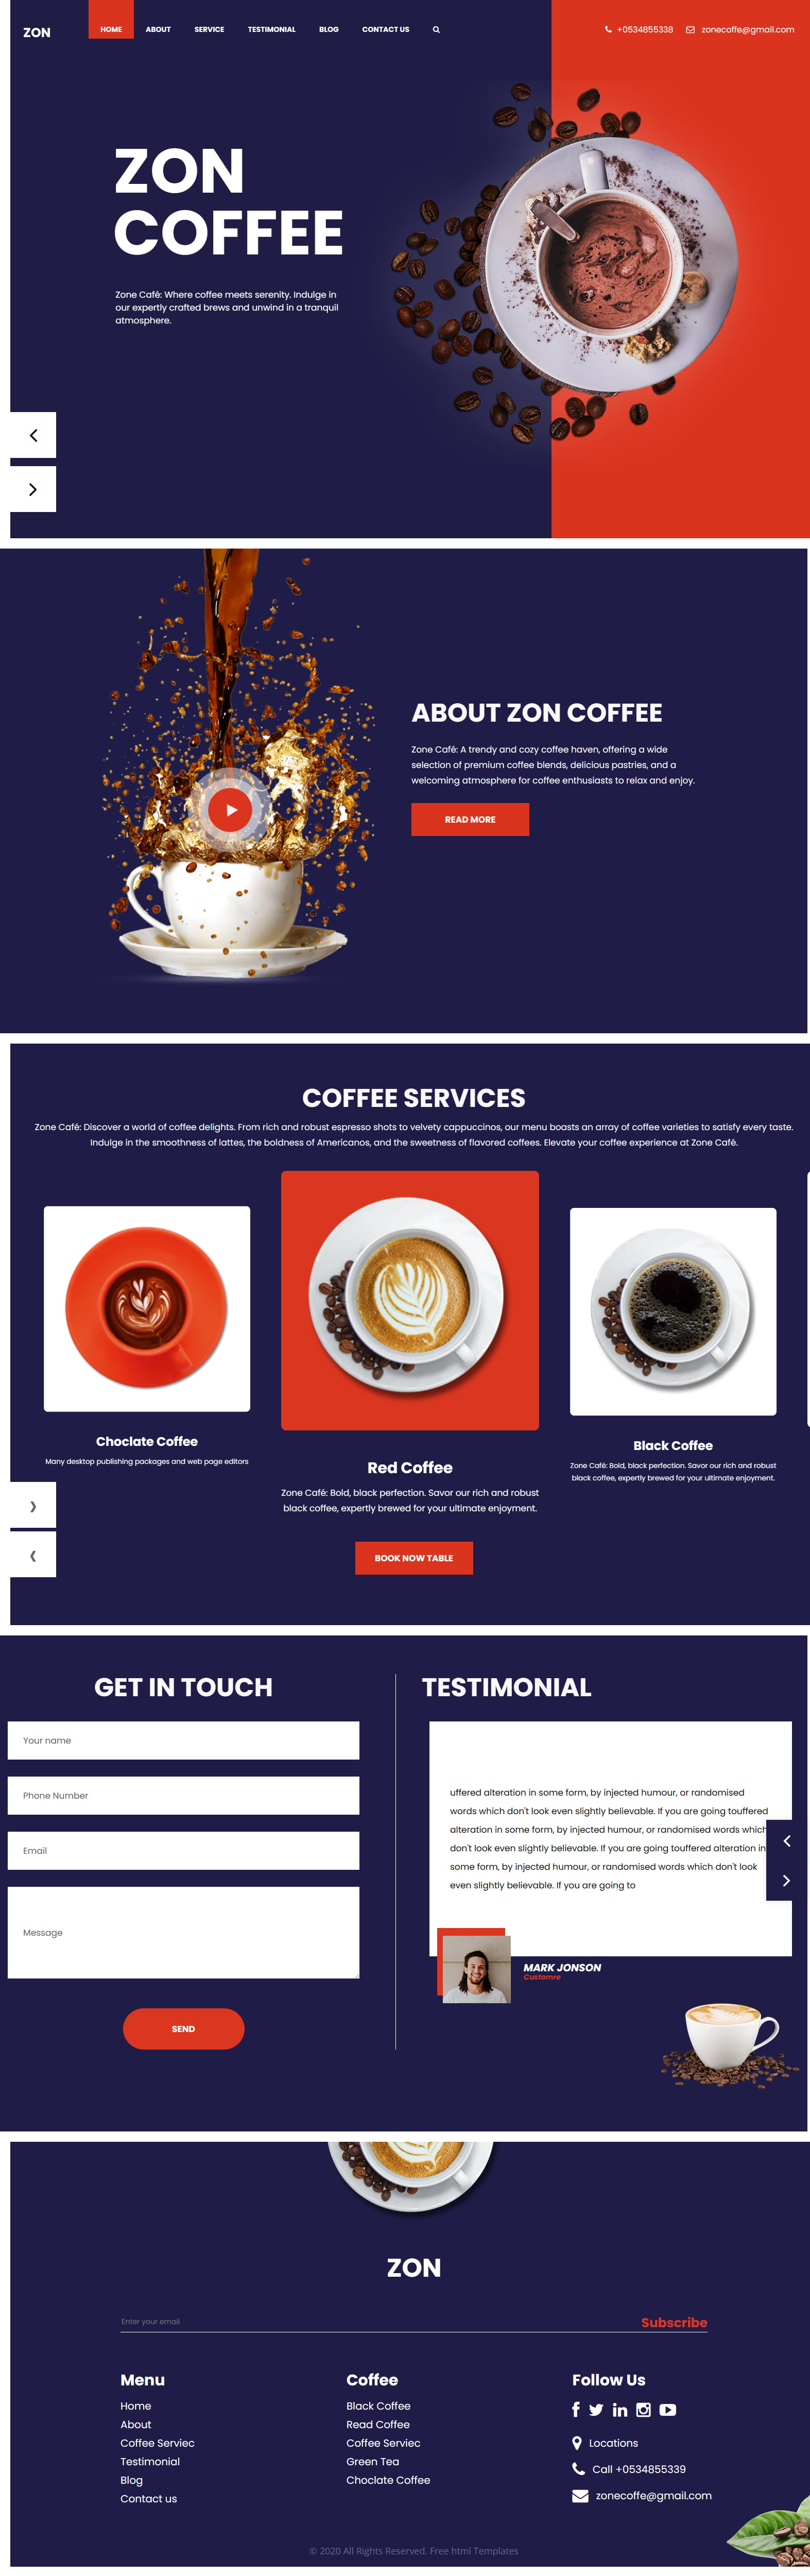 ZON
HOME
ABOUT
SERVICE
TESTIMONIAL
BLOG
CONTACT US
+0534855338
zonecoffe@gmail.com
ZON
COFFEE
Zone Café: Where coffee meets serenity. Indulge in
our expertly crafted brews and unwind in a tranquil
atmosphere.
ABOUT ZON COFFEE
Zone Café: A trendy and cozy coffee haven, offering a wide
selection of premium coffee blends, delicious pastries, and a
welcoming atmosphere for coffee enthusiasts to relax and enjoy.
READ MORE
COFFEE SERVICES
Zone Café: Discover a world of coffee delights. From rich and robust espresso shots to velvety cappuccinos, our menu boasts an array of coffee varieties to satisfy every taste.
Indulge in the smoothness of lattes, the boldness of Americanos, and the sweetness of flavored coffees. Elevate your coffee experience at Zone Café.
Choclate Coffee
Many desktop publishing packages and web page editors
Red Coffee
Zone Café: Bold, black perfection. Savor our rich and robust
black coffee, expertly brewed for your ultimate enjoyment.
Black Coffee
Zone Café: Bold, black perfection. Savor our rich and robust
black coffee, expertly brewed for your ultimate enjoyment.
BOOK NOW TABLE
GET IN TOUCH
Your name
Phone Number
Email
Message
SEND
TESTIMONIAL
uffered alteration in some form, by injected humour, or randomised
words which don't look even slightly believable. If you are going touffered
alteration in some form, by injected humour, or randomised words which
don't look even slightly believable. If you are going touffered alteration in
some form, by injected humour, or randomised words which don't look
even slightly believable. If you are going to
MARK JONSON
Customre
ZON
Enter your email
Subscribe
Menu
Home
About
Coffee Serviec
Testimonial
Blog
Contact us
Coffee
Black Coffee
Read Coffee
Coffee Serviec
Green Tea
Choclate Coffee
Follow Us
Locations
Call +0534855339
zonecoffe@gmail.com
© 2020 All Rights Reserved. Free html Templates